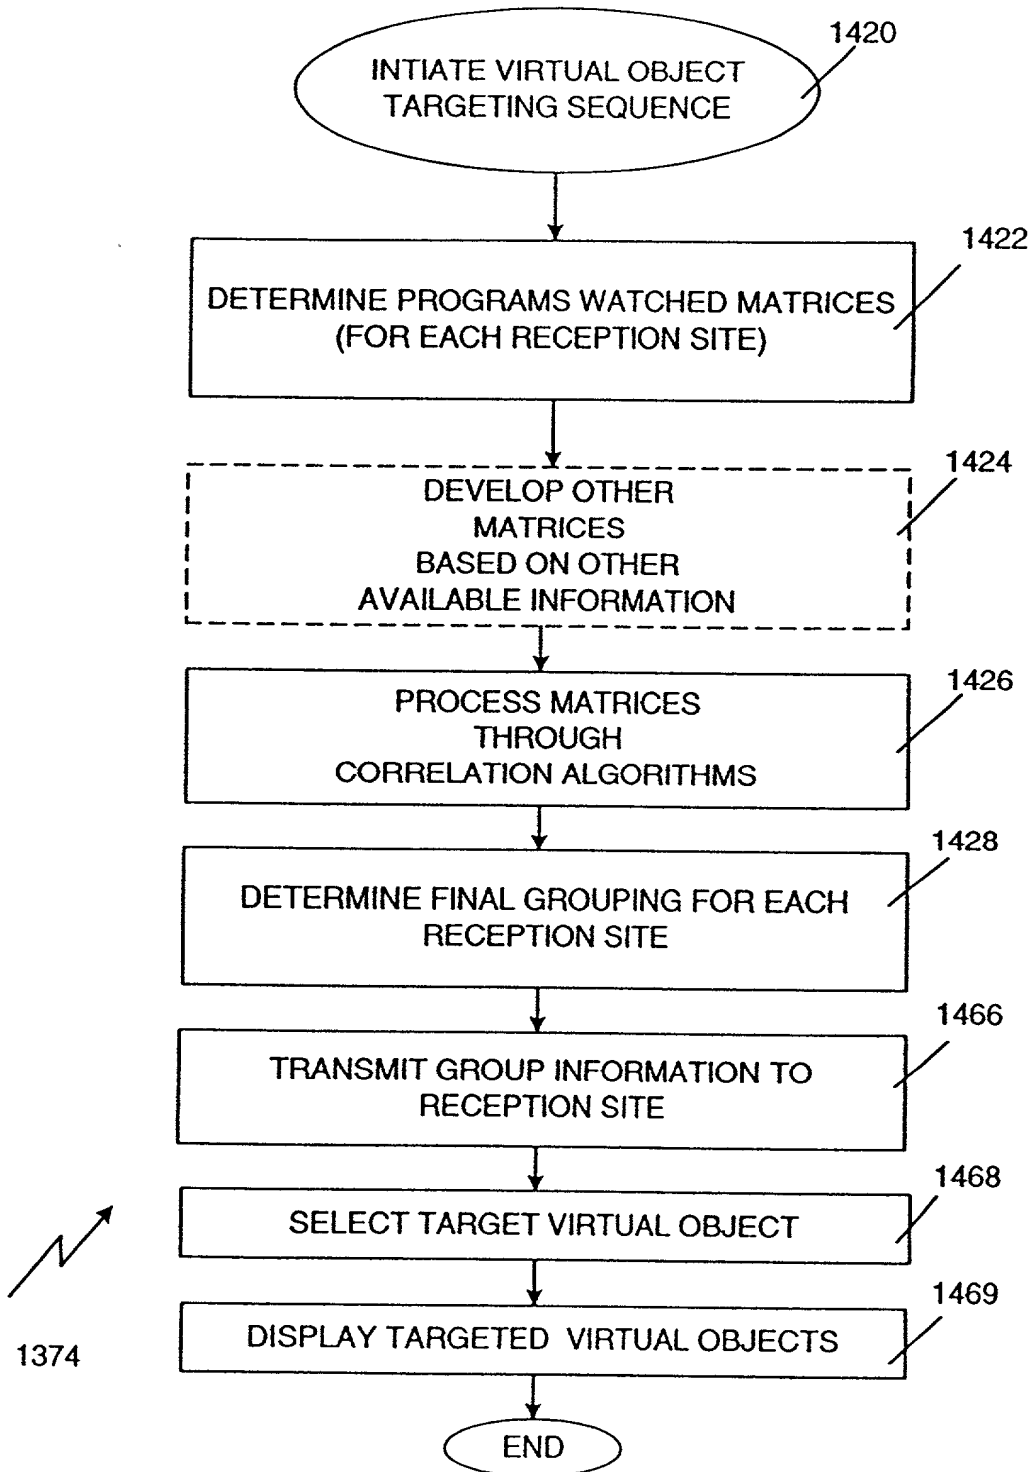 1420
INTIATE VIRTUAL OBJECT
TARGETING SEQUENCE
1422
DETERMINE PROGRAMS WATCHED MATRICES
(FOR EACH RECEPTION SITE)
1424
DEVELOP OTHER
MATRICES
BASED ON OTHER
AVAILABLE INFORMATION
1426
PROCESS MATRICES
THROUGH
CORRELATION ALGORITHMS
1428
DETERMINE FINAL GROUPING FOR EACH
RECEPTION SITE
1466
TRANSMIT GROUP INFORMATION TO
RECEPTION SITE
1468
SELECT TARGET VIRTUAL OBJECT
1469
DISPLAY TARGETED VIRTUAL OBJECTS
1374
END